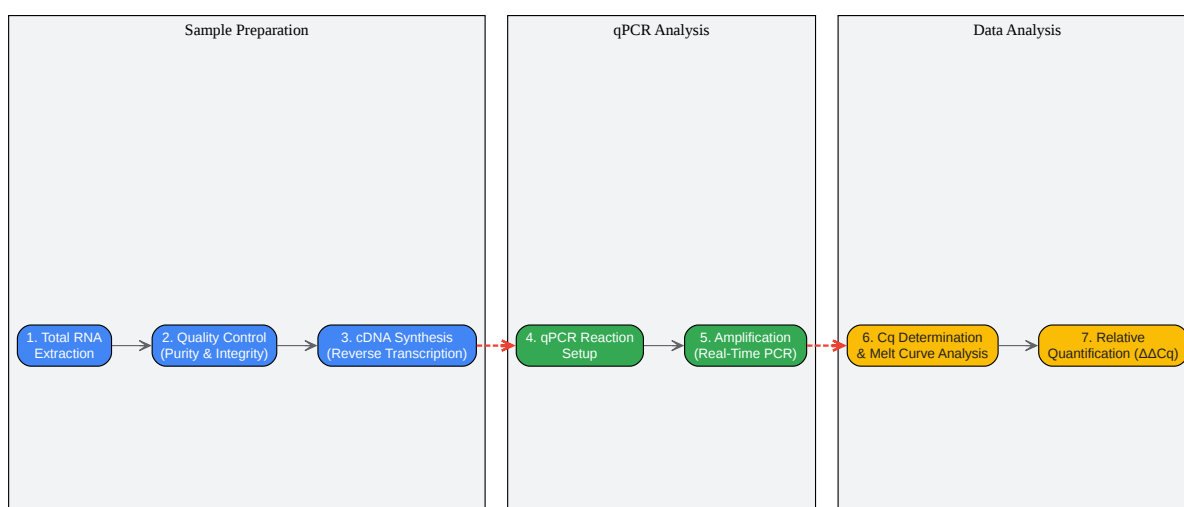 Sample Preparation
qPCR Analysis
Data Analysis
1. Total RNA
Extraction
2. Quality Control
(Purity & Integrity)
3. cDNA Synthesis
(Reverse Transcription)
4. qPCR Reaction
Setup
5. Amplification
(Real-Time PCR)
6. Cq Determination
& Melt Curve Analysis
7. Relative
Quantification (ΔΔCq)